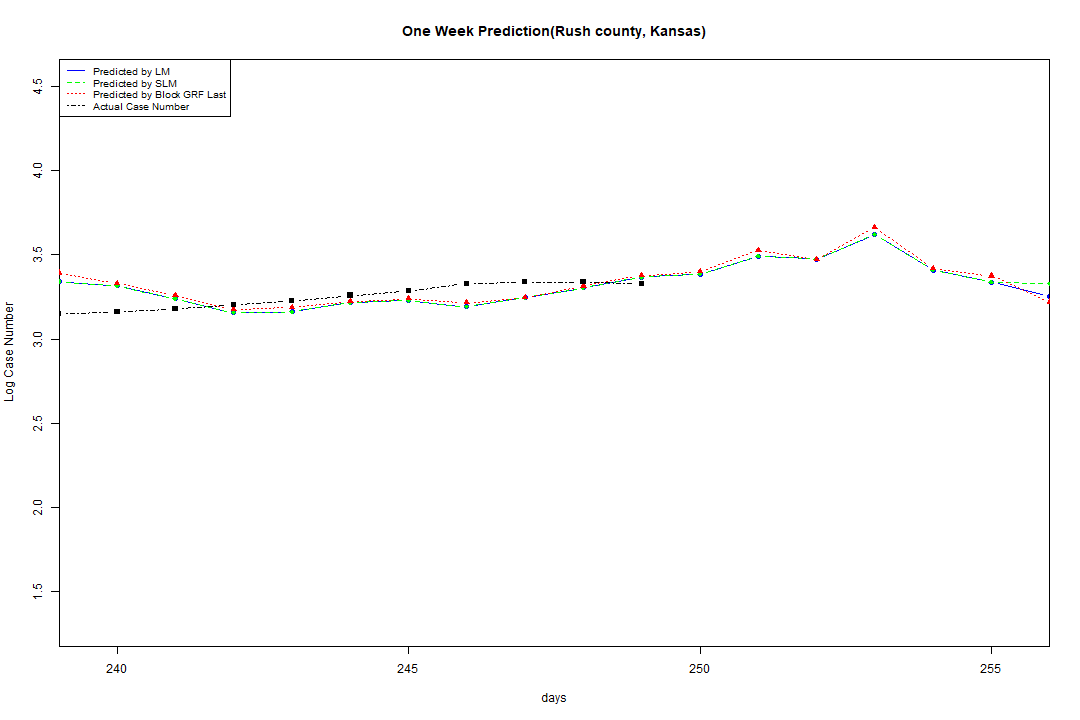 One Week Prediction(Rush county, Kansas)
Predicted by LM
Predicted by SLM
Predicted by Block GRF Last
Actual Case Number
4.5
4.0
3.5
3.0
2.5
2.0
1.5
Log Case Number
240
245
250
255
days